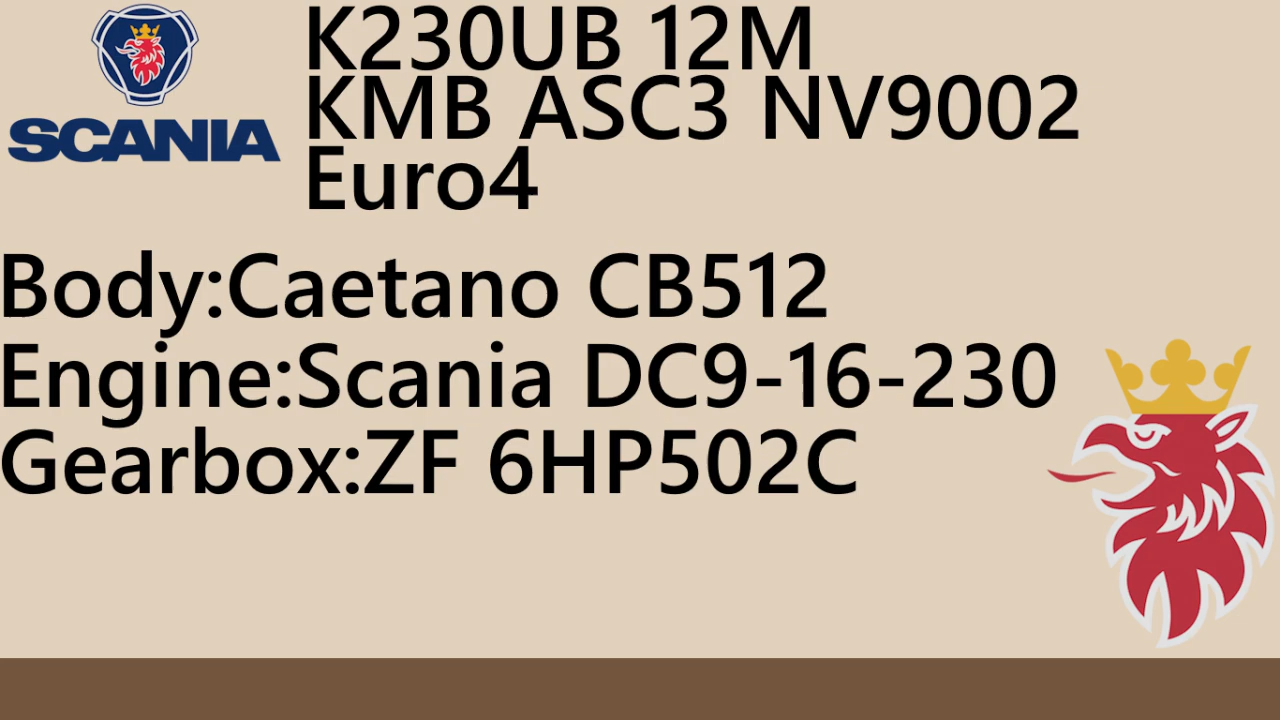 SCANIA
K230UB 12M
KMB ASC3 NV9002
Euro4
Body:Caetano CB512
Engine:Scania DC9-16-230
Gearbox:ZF 6HP502C